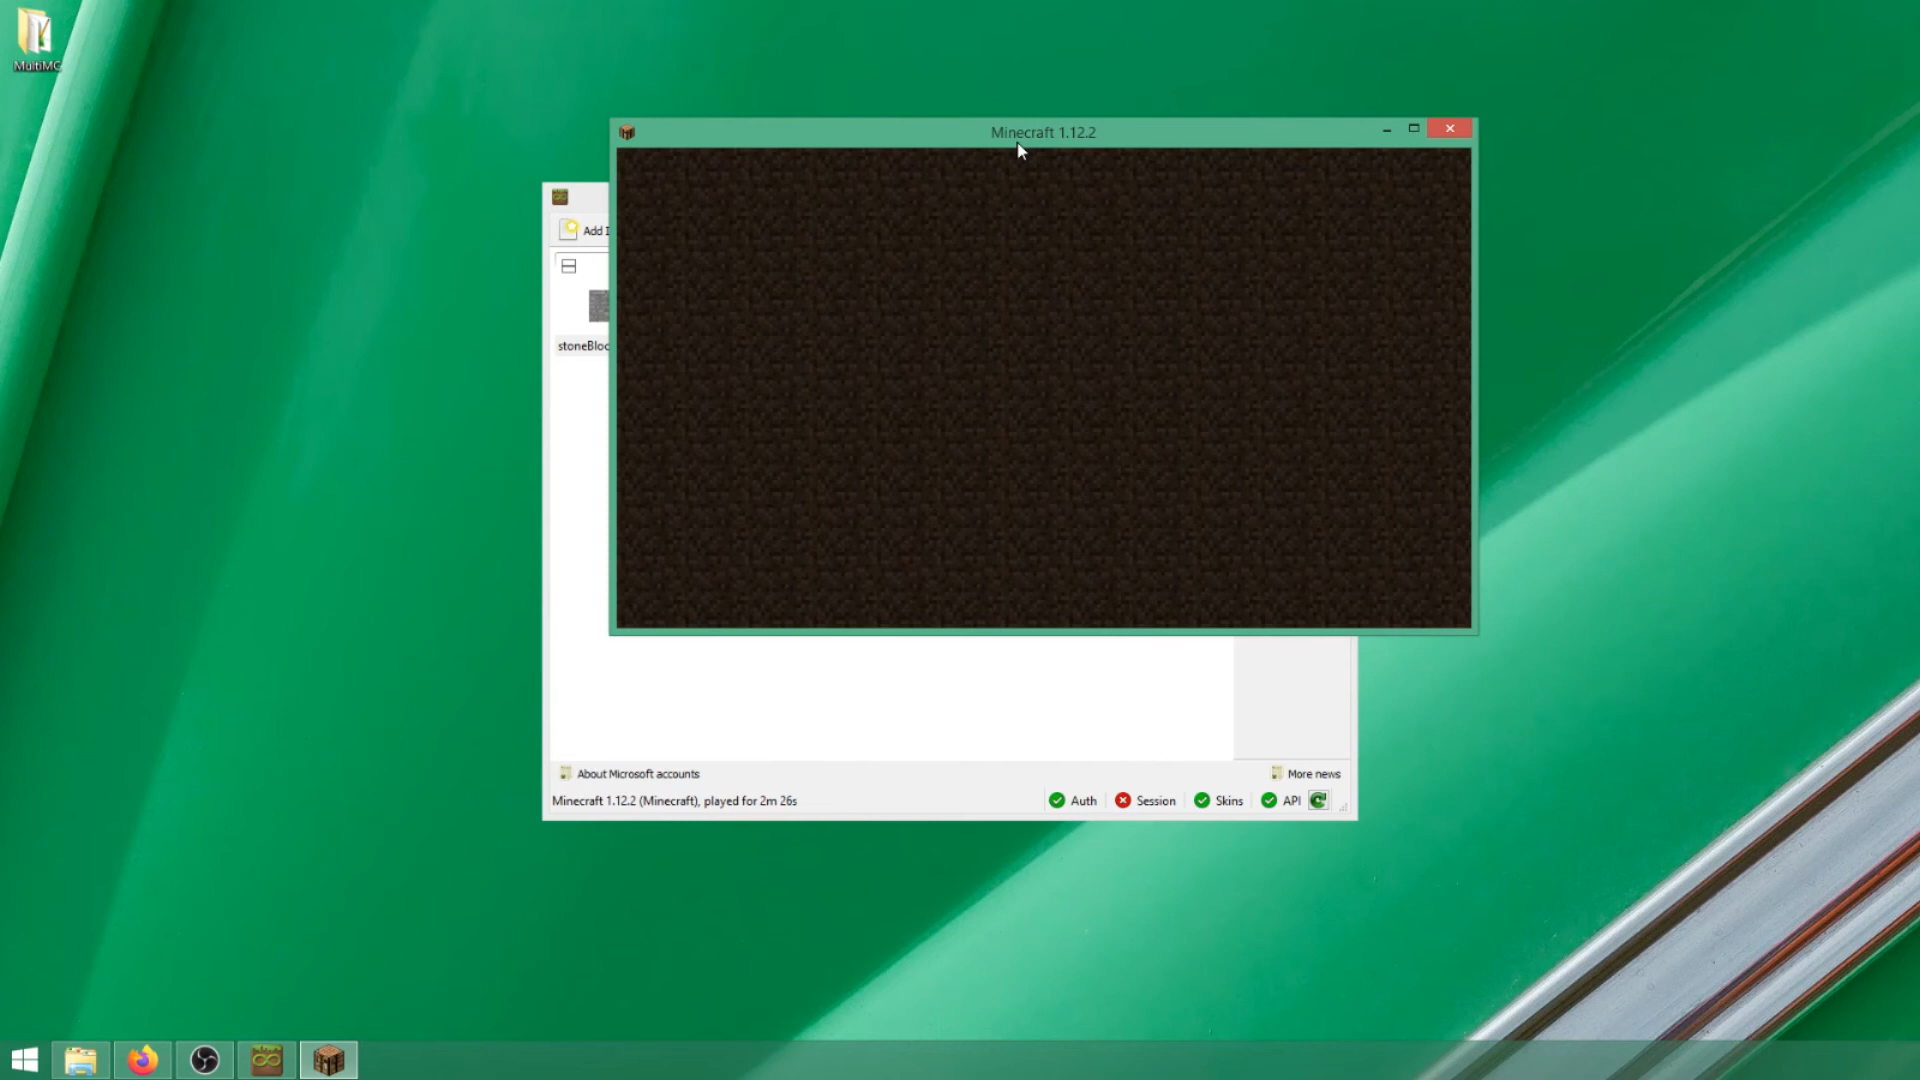 MultiMC
Minecraft 1.12.2
Add I
stoneBloc
About Microsoft accounts
More news
Minecraft 1.12.2 (Minecraft), played for 2m 26s
Auth
Session
Skins
API